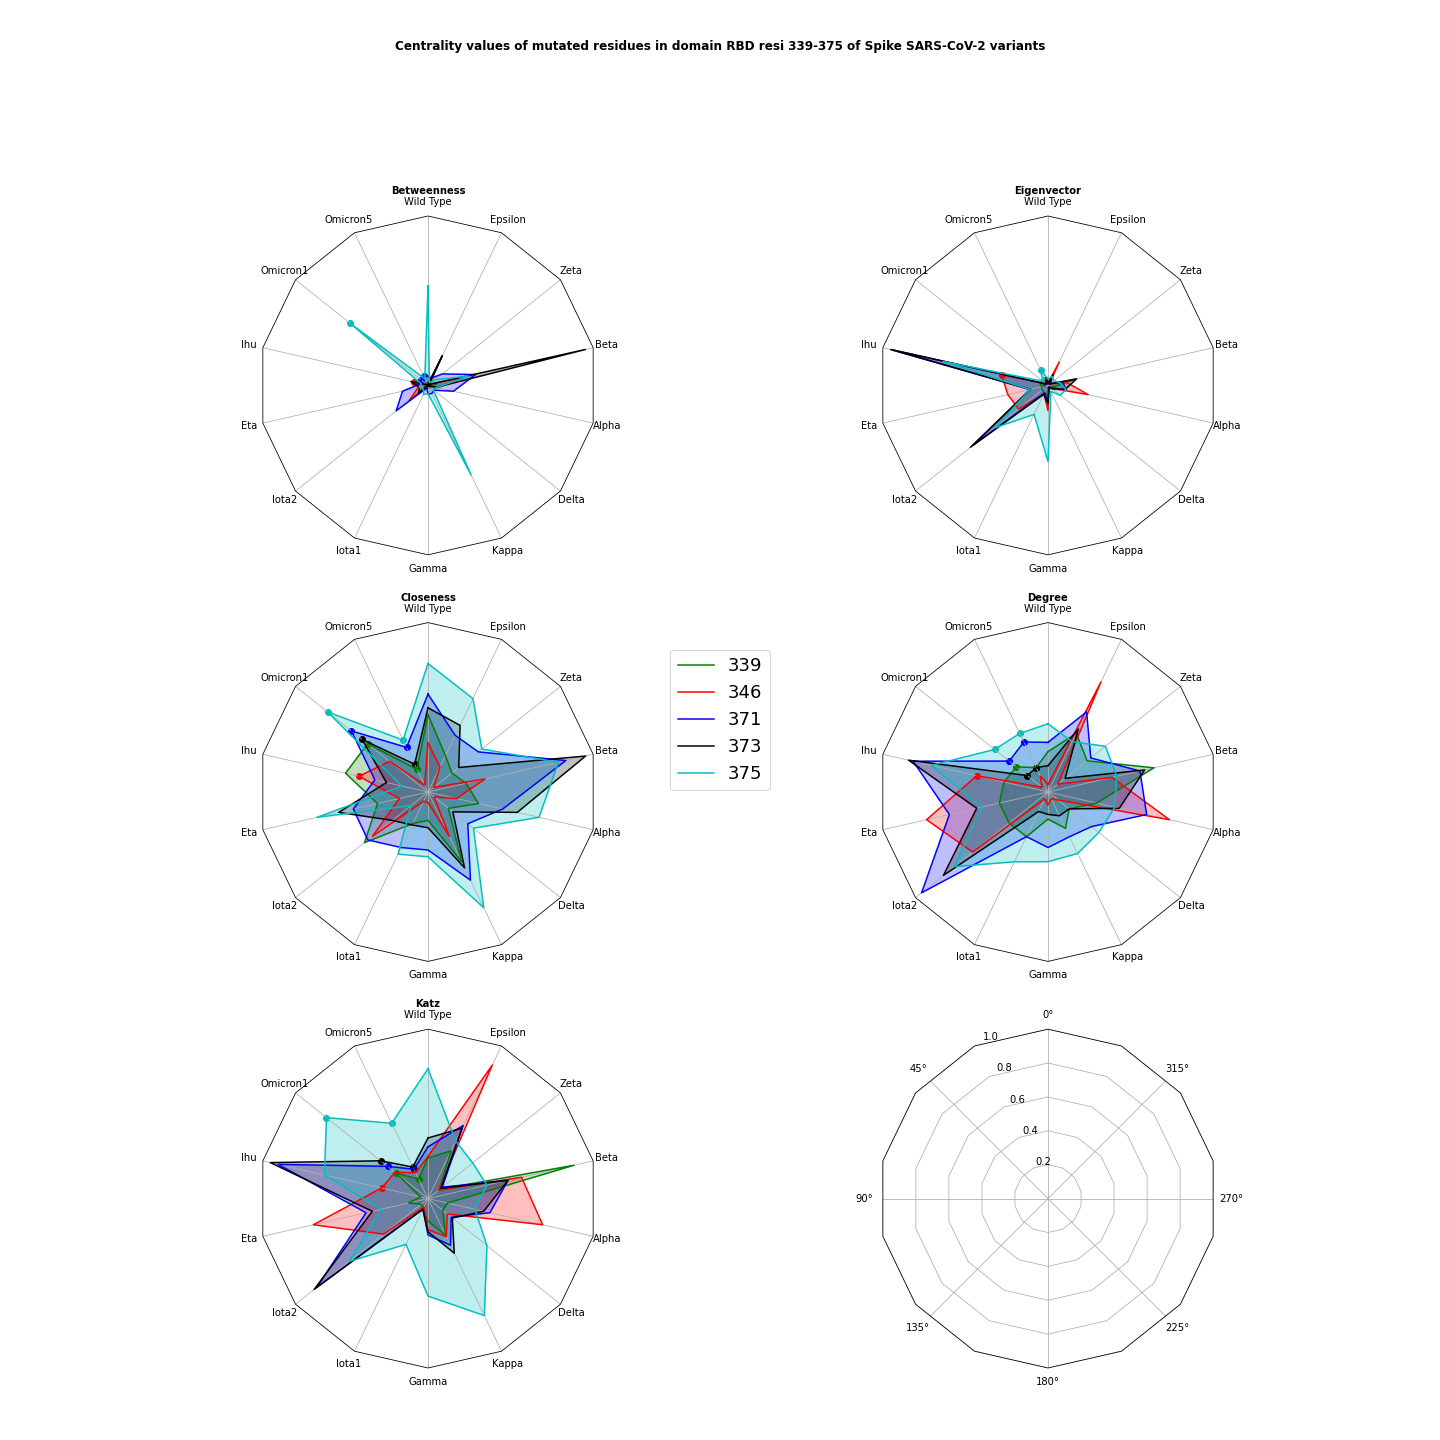 Centrality values of mutated residues in domain RBD resi 339-375 of Spike SARS-CoV-2 variants
Betweenness
Wild Type
Omicron5
Epsilon
Omicron1
Zeta
Ihu
Beta
Eta
Alpha
Iota2
Delta
Iota1
Kappa
Gamma
Eigenvector
Wild Type
Omicron5
Epsilon
Omicron1
Zeta
Ihu
Beta
Eta
Alpha
Iota2
Delta
Iota1
Kappa
Gamma
Closeness
Wild Type
Omicron5
Epsilon
Omicron1
Zeta
Ihu
Beta
Eta
Alpha
Iota2
Delta
Iota1
Kappa
Gamma
339
346
371
373
375
Degree
Wild Type
Omicron5
Epsilon
Omicron1
Zeta
Ihu
Beta
Eta
Alpha
Iota2
Delta
Iota1
Kappa
Gamma
Katz
Wild Type
Omicron5
Epsilon
Omicron1
Zeta
Ihu
Beta
Eta
Alpha
Iota2
Delta
Iota1
Kappa
Gamma
0°
1.0
45°
0.8
315°
0.6
0.4
0.2
90°
270°
135°
225°
180°